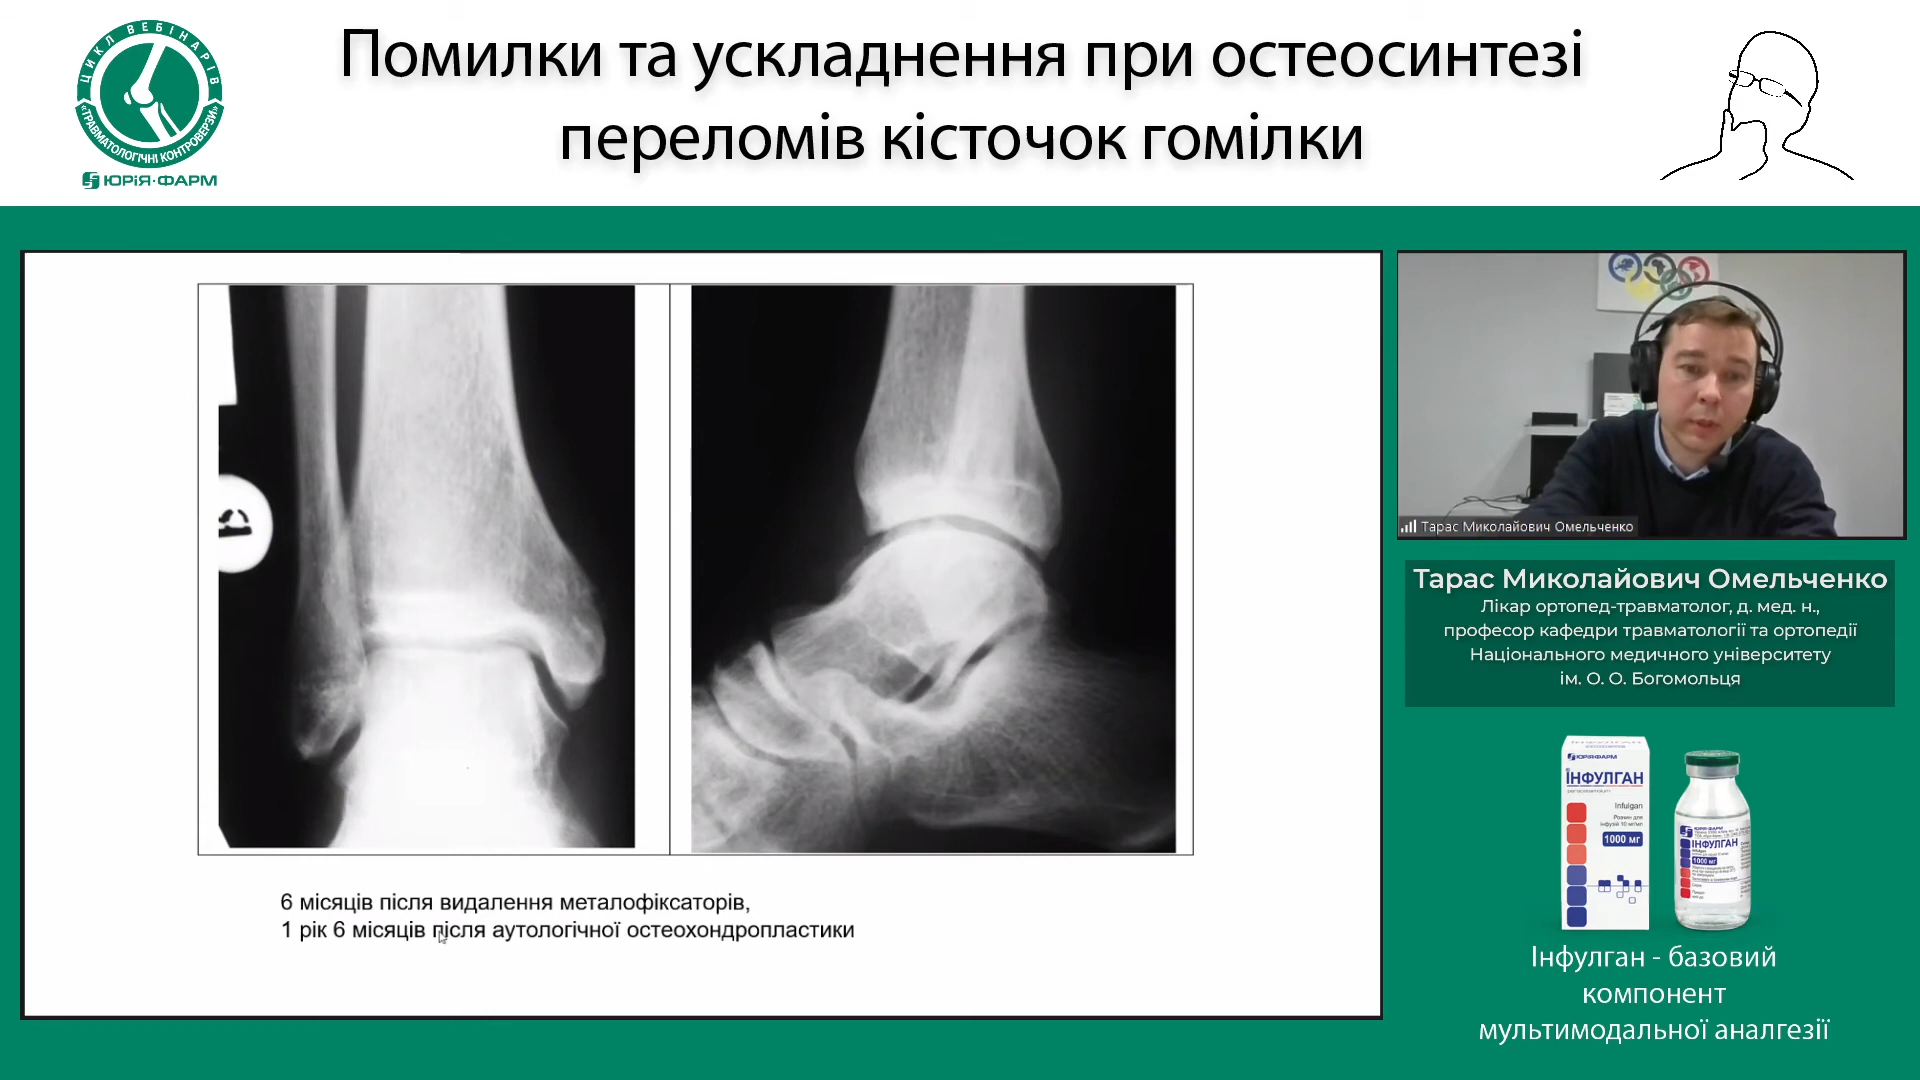 Помилки та ускладнення при остеосинтезі
переломів кісточок гомілки
ЦИКЛ ВЕБІНАРІВ
«ТРАВМАТОЛОГІЧНІ КОНТРОВЕРЗИ»
ЮРіЯ·ФАРМ
6 місяців після видалення металофіксаторів,
1 рік 6 місяців після аутологічної остеохондропластики
Тарас Миколайович Омельченко
Тарас Миколайович Омельченко
Лікар ортопед-травматолог, д. мед. н.,
професор кафедри травматології та ортопедії
Національного медичного університету
ім. О. О. Богомольця
ЮРіЯ·ФАРМ
ІНФУЛГАН
Infulgan
Розчин для
інфузій 10 мг/мл
1000 мг
ЮРіЯ·ФАРМ
ІНФУЛГАН
1000 мг
Інфулган - базовий
компонент
мультимодальної аналгезії